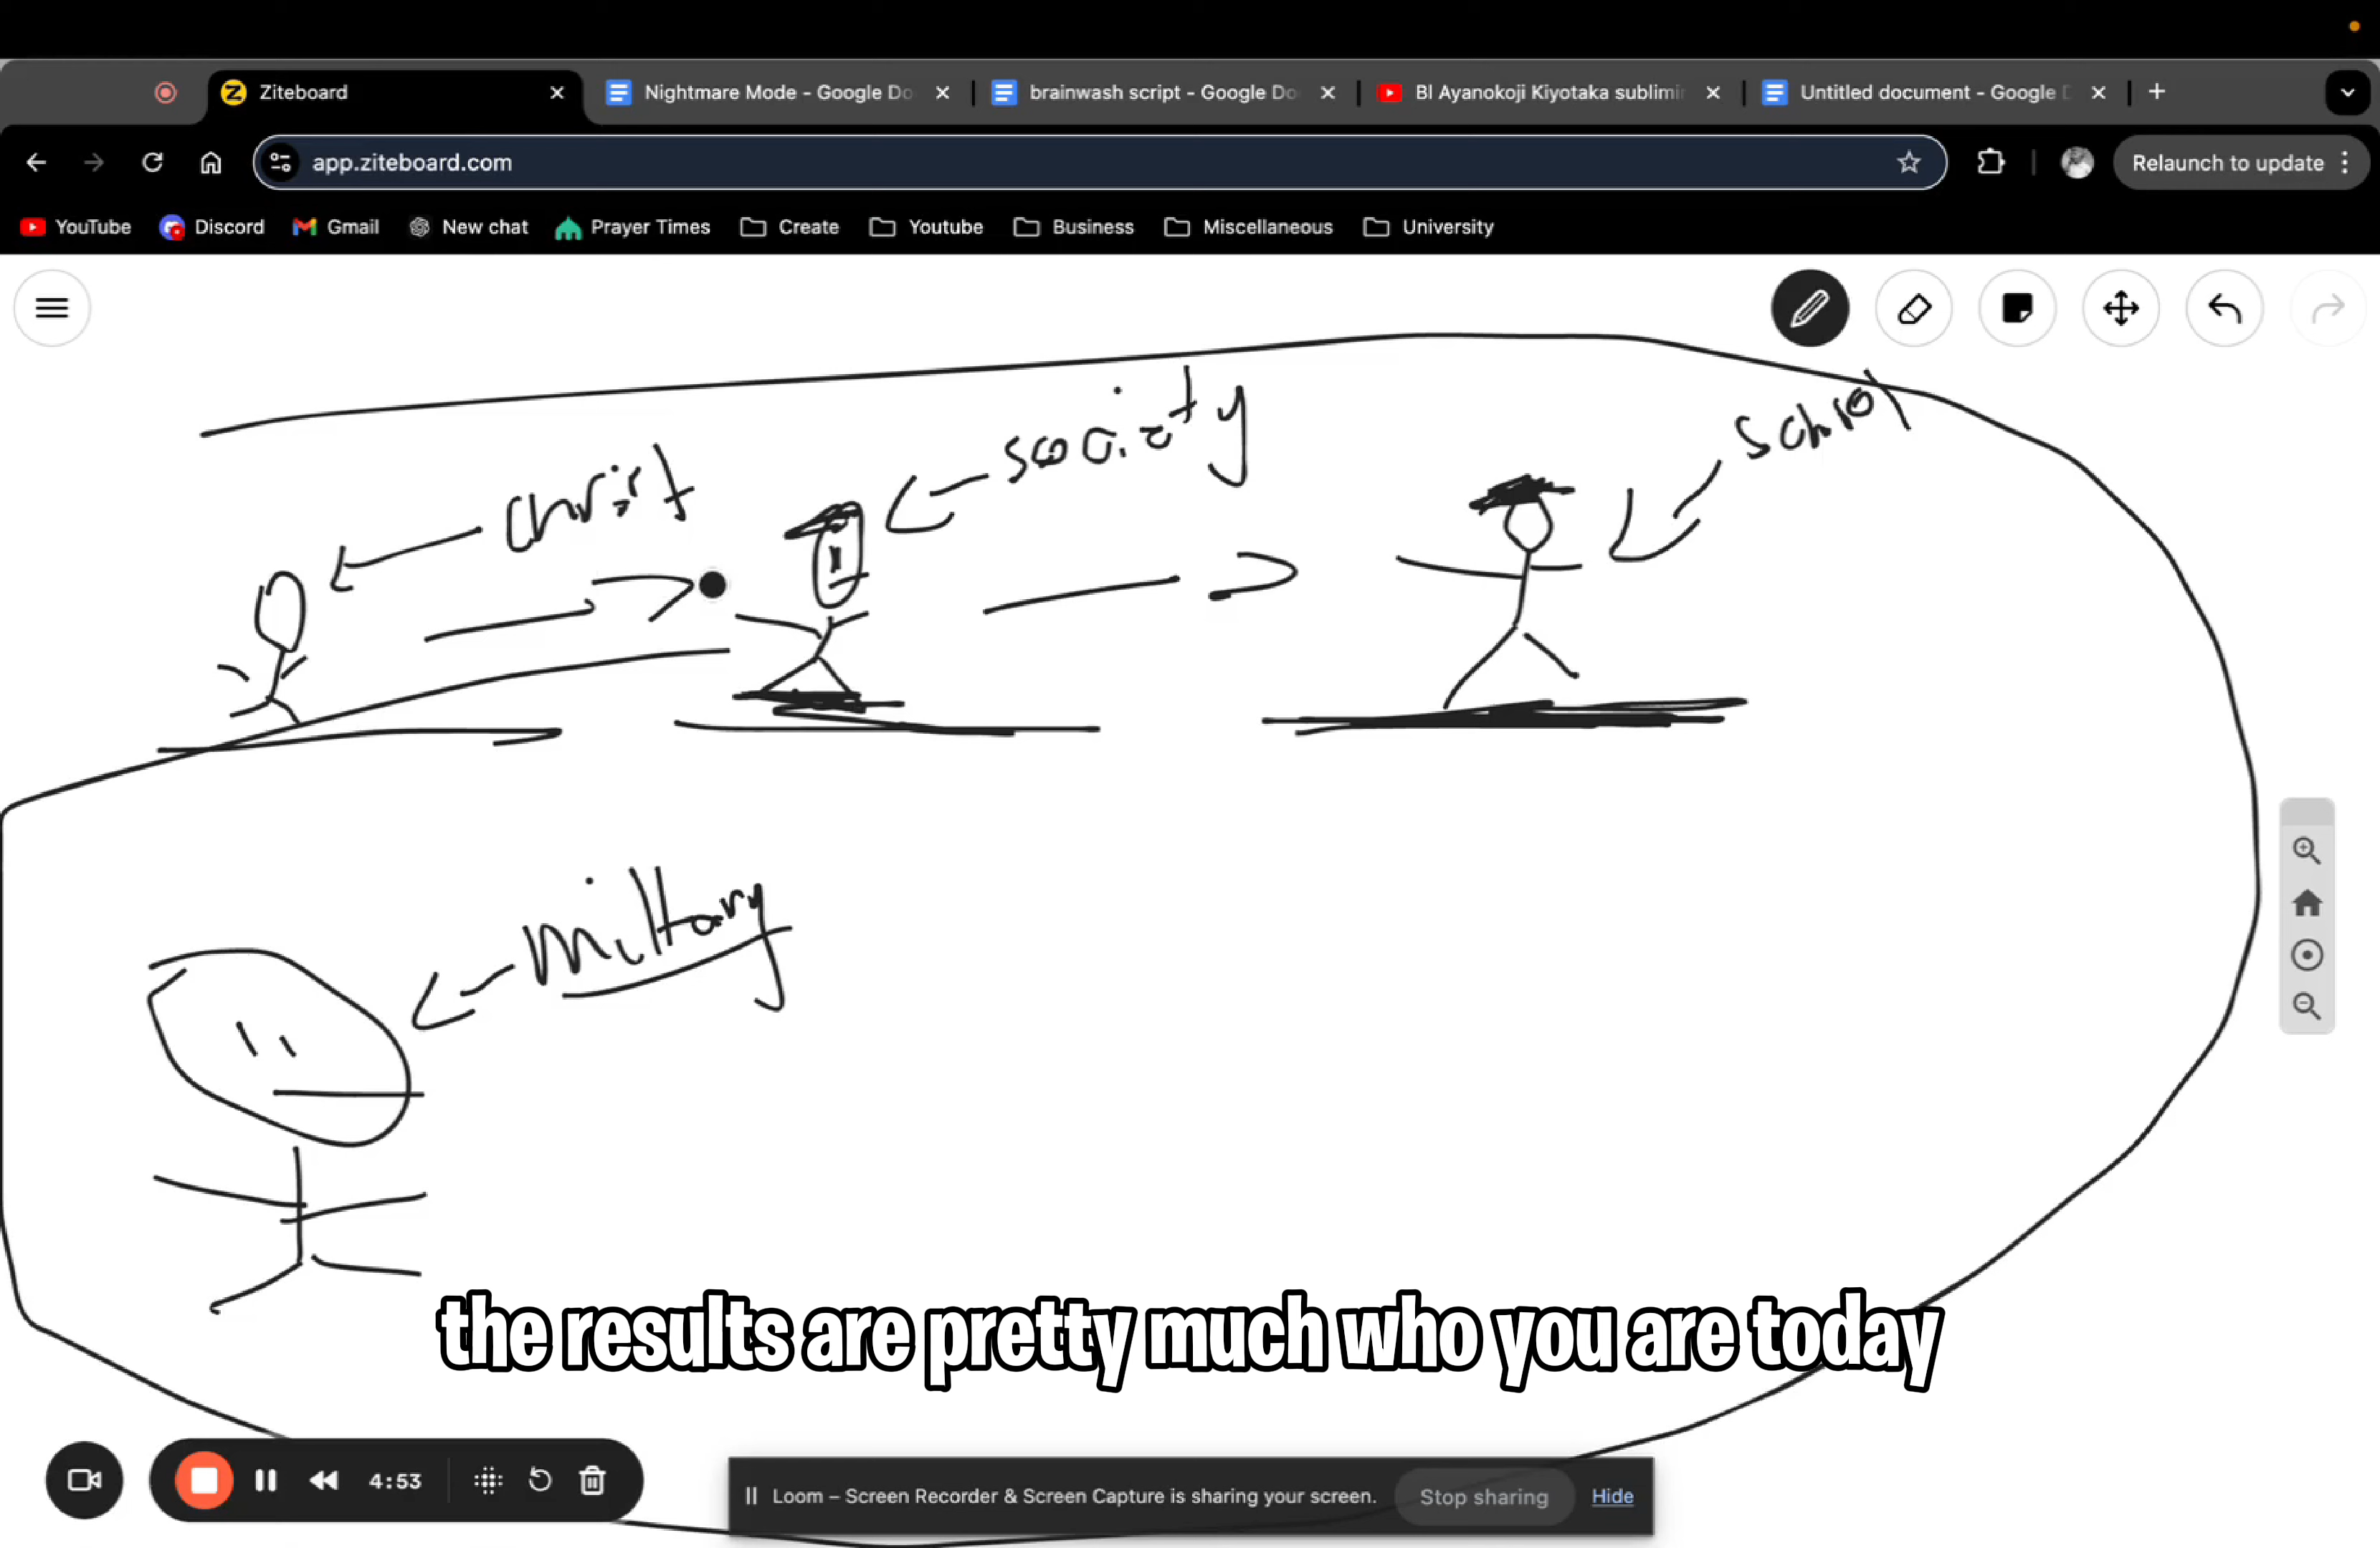 Ziteboard
Nightmare Mode - Google Do
brainwash script - Google Do
BI Ayanokoji Kiyotaka sublimin
Untitled document - Google D
app.ziteboard.com
Relaunch to update
YouTube
Discord
Gmail
New chat
Prayer Times
Create
Youtube
Business
Miscellaneous
University
christ
society
school
military
the results are pretty much who you are today
4:53
Loom – Screen Recorder & Screen Capture is sharing your screen.
Stop sharing
Hide